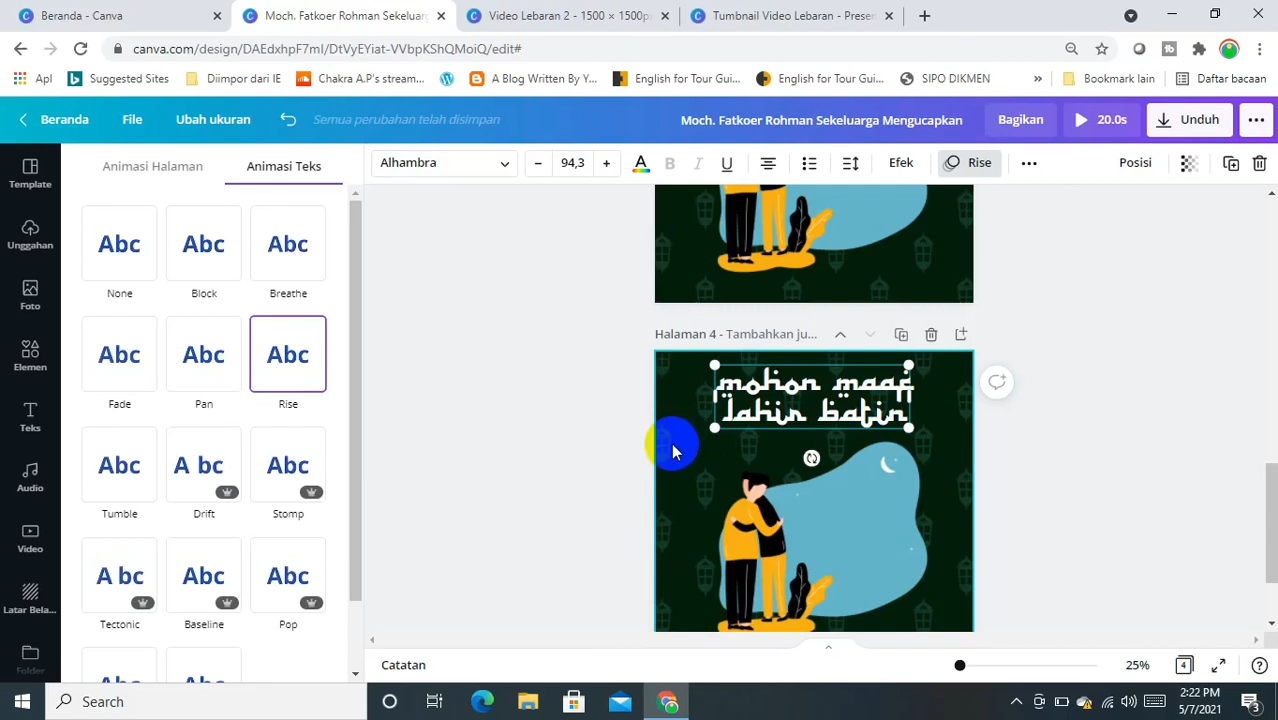 Beranda - Canva
Moch. Fatkoer Rohman Sekeluar
Video Lebaran 2 - 1500 × 1500p
Tumbnail Video Lebaran - Presen
canva.com/design/DAEdxhpF7mI/DtVyEYiat-VVbpKShQMoiQ/edit#
Apl
Suggested Sites
Diimpor dari IE
Chakra A.P's stream...
A Blog Written By Y...
English for Tour Gui...
English for Tour Gui...
SIPO DIKMEN
»
Bookmark lain
Daftar bacaan
Beranda
File
Ubah ukuran
Semua perubahan telah disimpan
Moch. Fatkoer Rohman Sekeluarga Mengucapkan
Bagikan
20.0s
Unduh
Template
Unggahan
Foto
Elemen
Teks
Audio
Video
Latar Bela...
Folder
Animasi Halaman
Animasi Teks
Abc
Abc
Abc
None
Block
Breathe
Abc
Abc
Abc
Fade
Pan
Rise
Abc
A bc
Abc
Tumble
Drift
Stomp
A bc
Abc
Abc
Tectonic
Baseline
Pop
Alhambra
94,3
A
B
I
U
Efek
Rise
Posisi
Halaman 4 - Tambahkan ju...
mohon maaf
lahir batin
Catatan
25%
4
Search
2:22 PM
5/7/2021
3